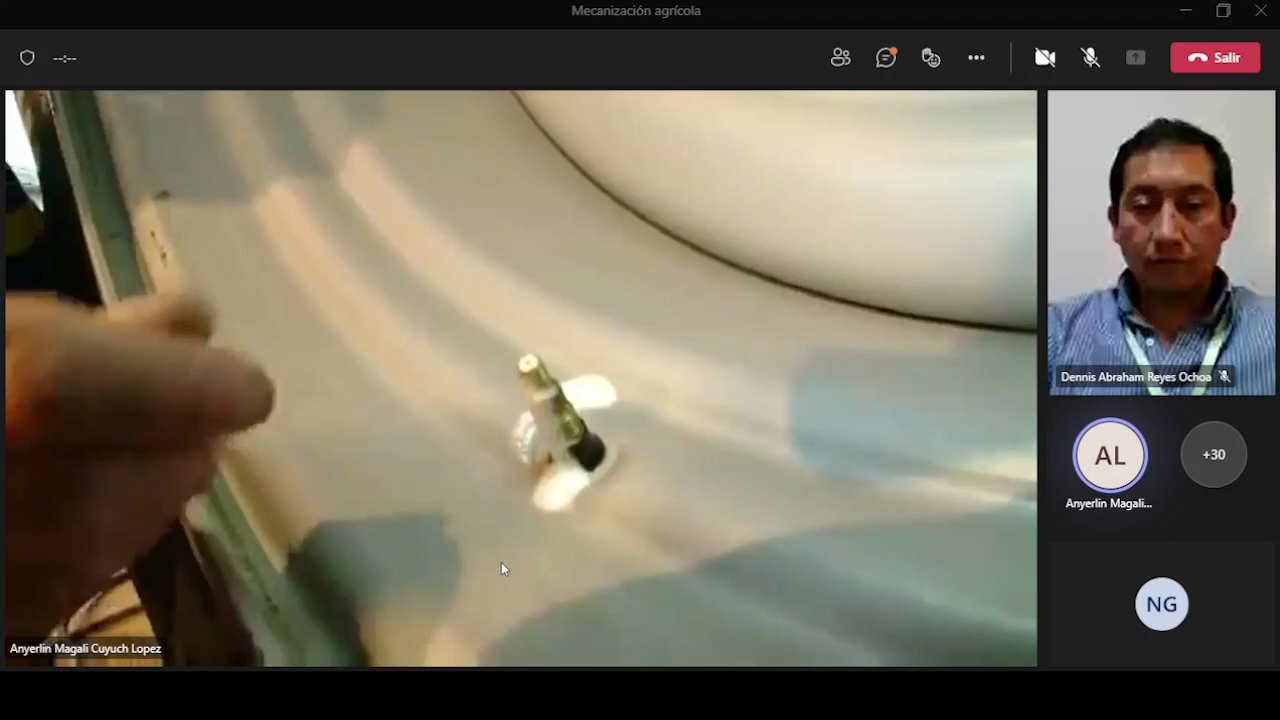 Mecanización agrícola
--:--
Salir
Dennis Abraham Reyes Ochoa
AL
+30
Anyerlin Magali...
NG
Anyerlin Magali Cuyuch Lopez